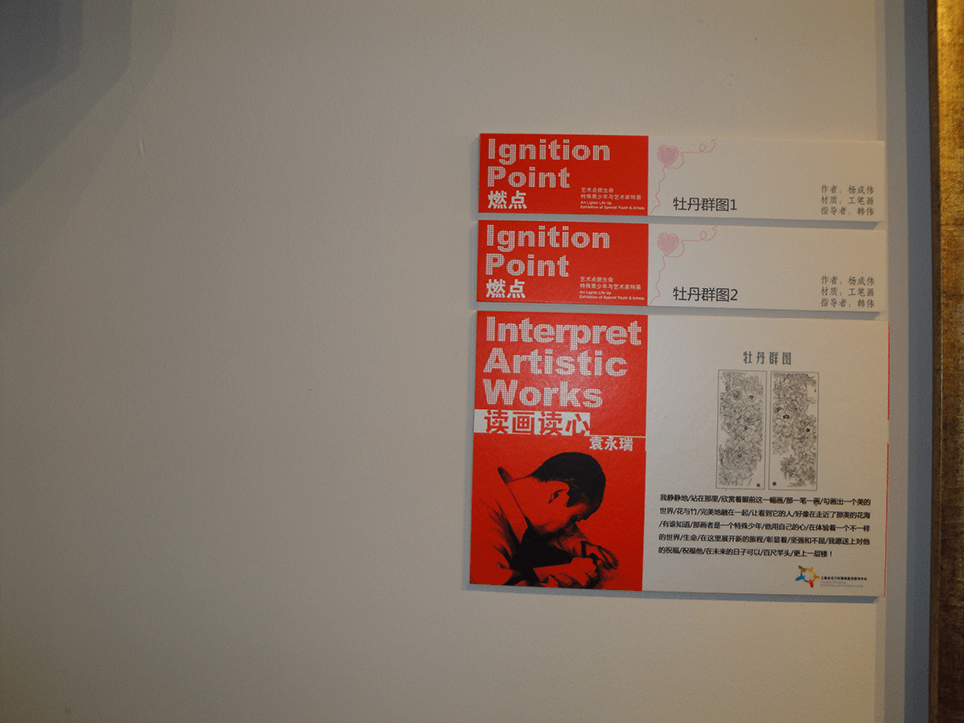 Ignition
Point
燃点
艺术点燃生命
特殊青少年与艺术家特展
Art Lights Life Up
Exhibition of Special Youth & Artists
牡丹群图1
作者：杨成伟
材质：工笔画
指导者：韩伟
Ignition
Point
燃点
艺术点燃生命
特殊青少年与艺术家特展
Art Lights Life Up
Exhibition of Special Youth & Artists
牡丹群图2
作者：杨成伟
材质：工笔画
指导者：韩伟
Interpret
Artistic
Works
读画读心
袁永瑞
牡丹群图
我静静地/站在那里/欣赏着眼前这一幅画/那一笔一画/勾画出一个美的
世界/花与竹/完美地融在一起/让看到它的人/好像在走近了那美的花海
/有谁知道/那画者是一个特殊少年/他用自己的心/在体验着一个不一样
的世界/生命/在这里展开新的旅程/彰显着/坚强和不屈/我愿送上对他
的祝福/祝福他/在未来的日子可以/百尺竿头/更上一层楼！